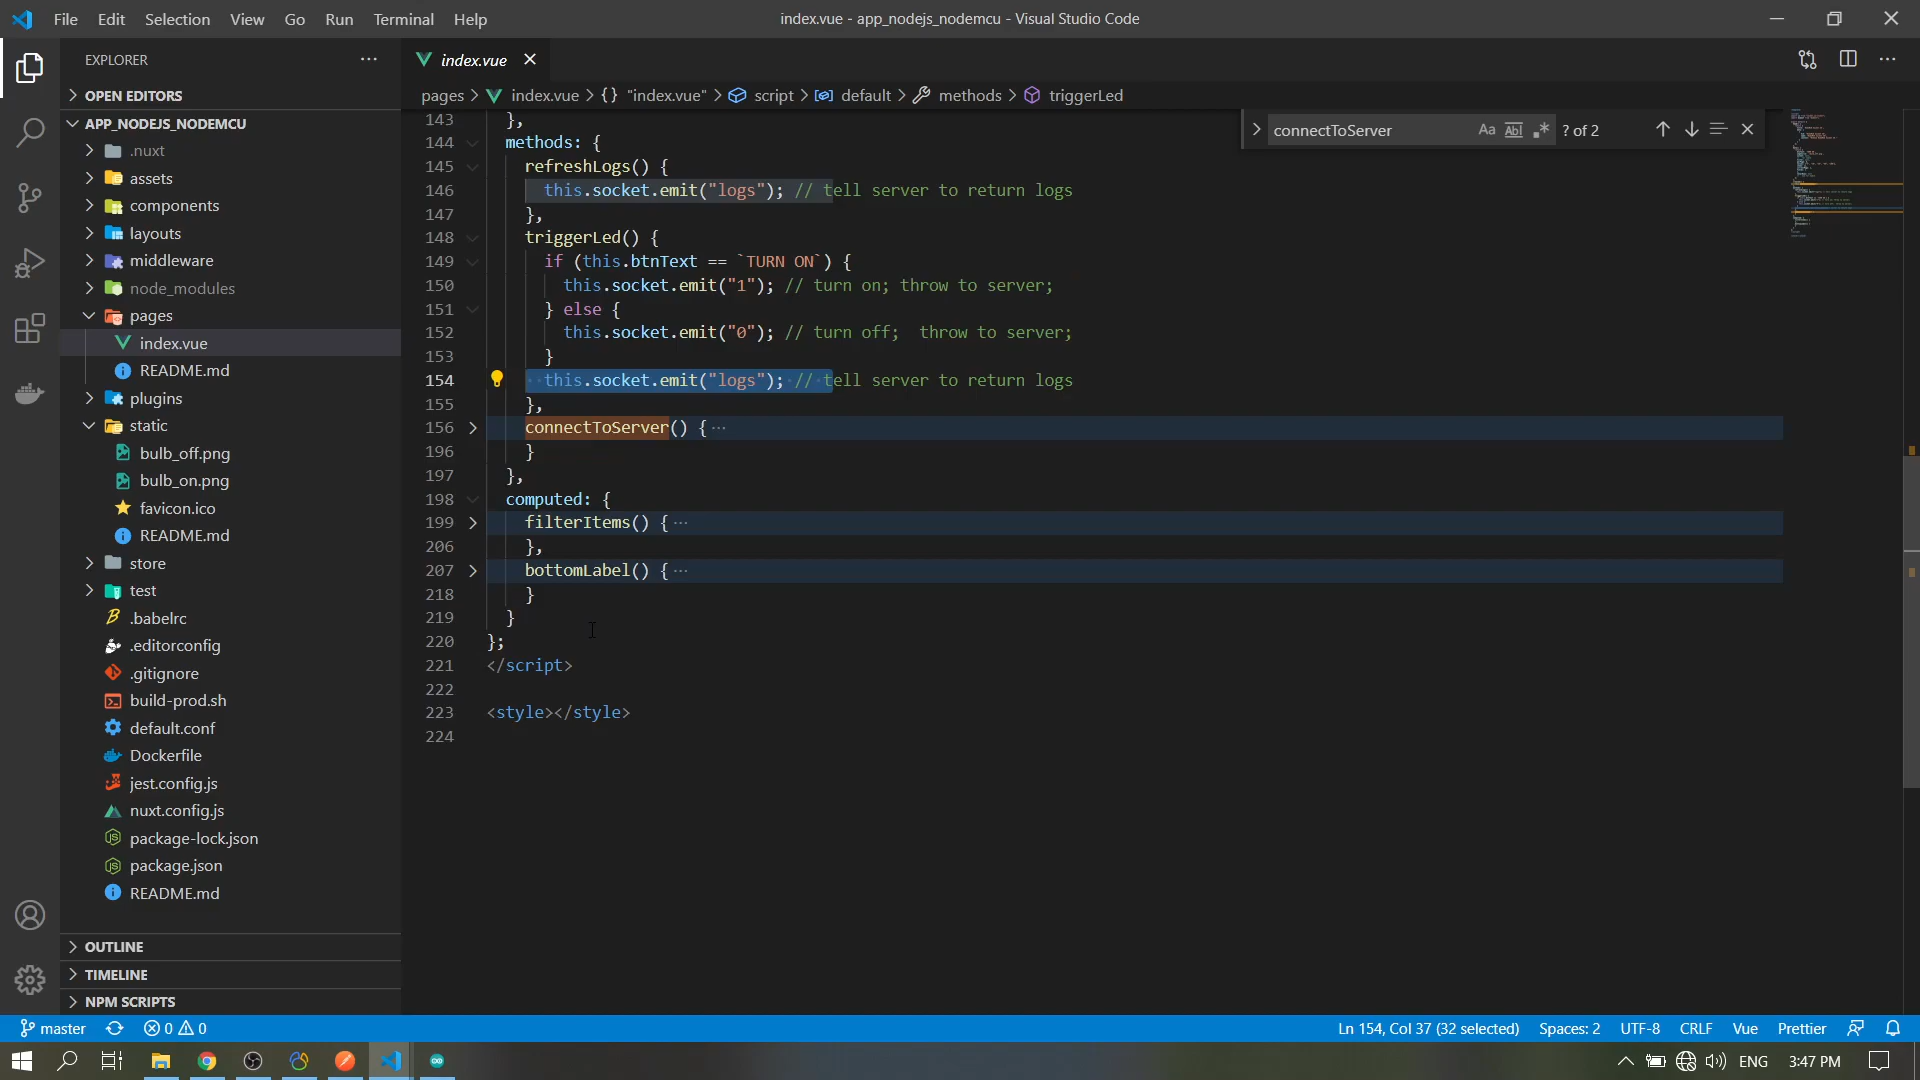 File Edit Selection View Go Run Terminal Help
index.vue - app_nodejs_nodemcu - Visual Studio Code
EXPLORER
OPEN EDITORS
APP_NODEJS_NODEMCU
.nuxt
assets
components
layouts
middleware
node_modules
pages
index.vue
README.md
plugins
static
bulb_off.png
bulb_on.png
favicon.ico
README.md
store
test
.babelrc
.editorconfig
.gitignore
build-prod.sh
default.conf
Dockerfile
jest.config.js
nuxt.config.js
package-lock.json
package.json
README.md
OUTLINE
TIMELINE
NPM SCRIPTS
index.vue
pages > index.vue > {} "index.vue" > script > default > methods > triggerLed
connectToServer Aa Abl .* ? of 2
143 },
144 methods: {
145 refreshLogs() {
146 this.socket.emit("logs"); // tell server to return logs
147 },
148 triggerLed() {
149 if (this.btnText == `TURN ON`) {
150 this.socket.emit("1"); // turn on; throw to server;
151 } else {
152 this.socket.emit("0"); // turn off;  throw to server;
153 }
154 this.socket.emit("logs"); // tell server to return logs
155 },
156 connectToServer() { ...
196 }
197 },
198 computed: {
199 filterItems() { ...
206 },
207 bottomLabel() { ...
218 }
219 }
220 };
221 </script>
222
223 <style></style>
224
master 0 0 Ln 154, Col 37 (32 selected) Spaces: 2 UTF-8 CRLF Vue Prettier
ENG 3:47 PM